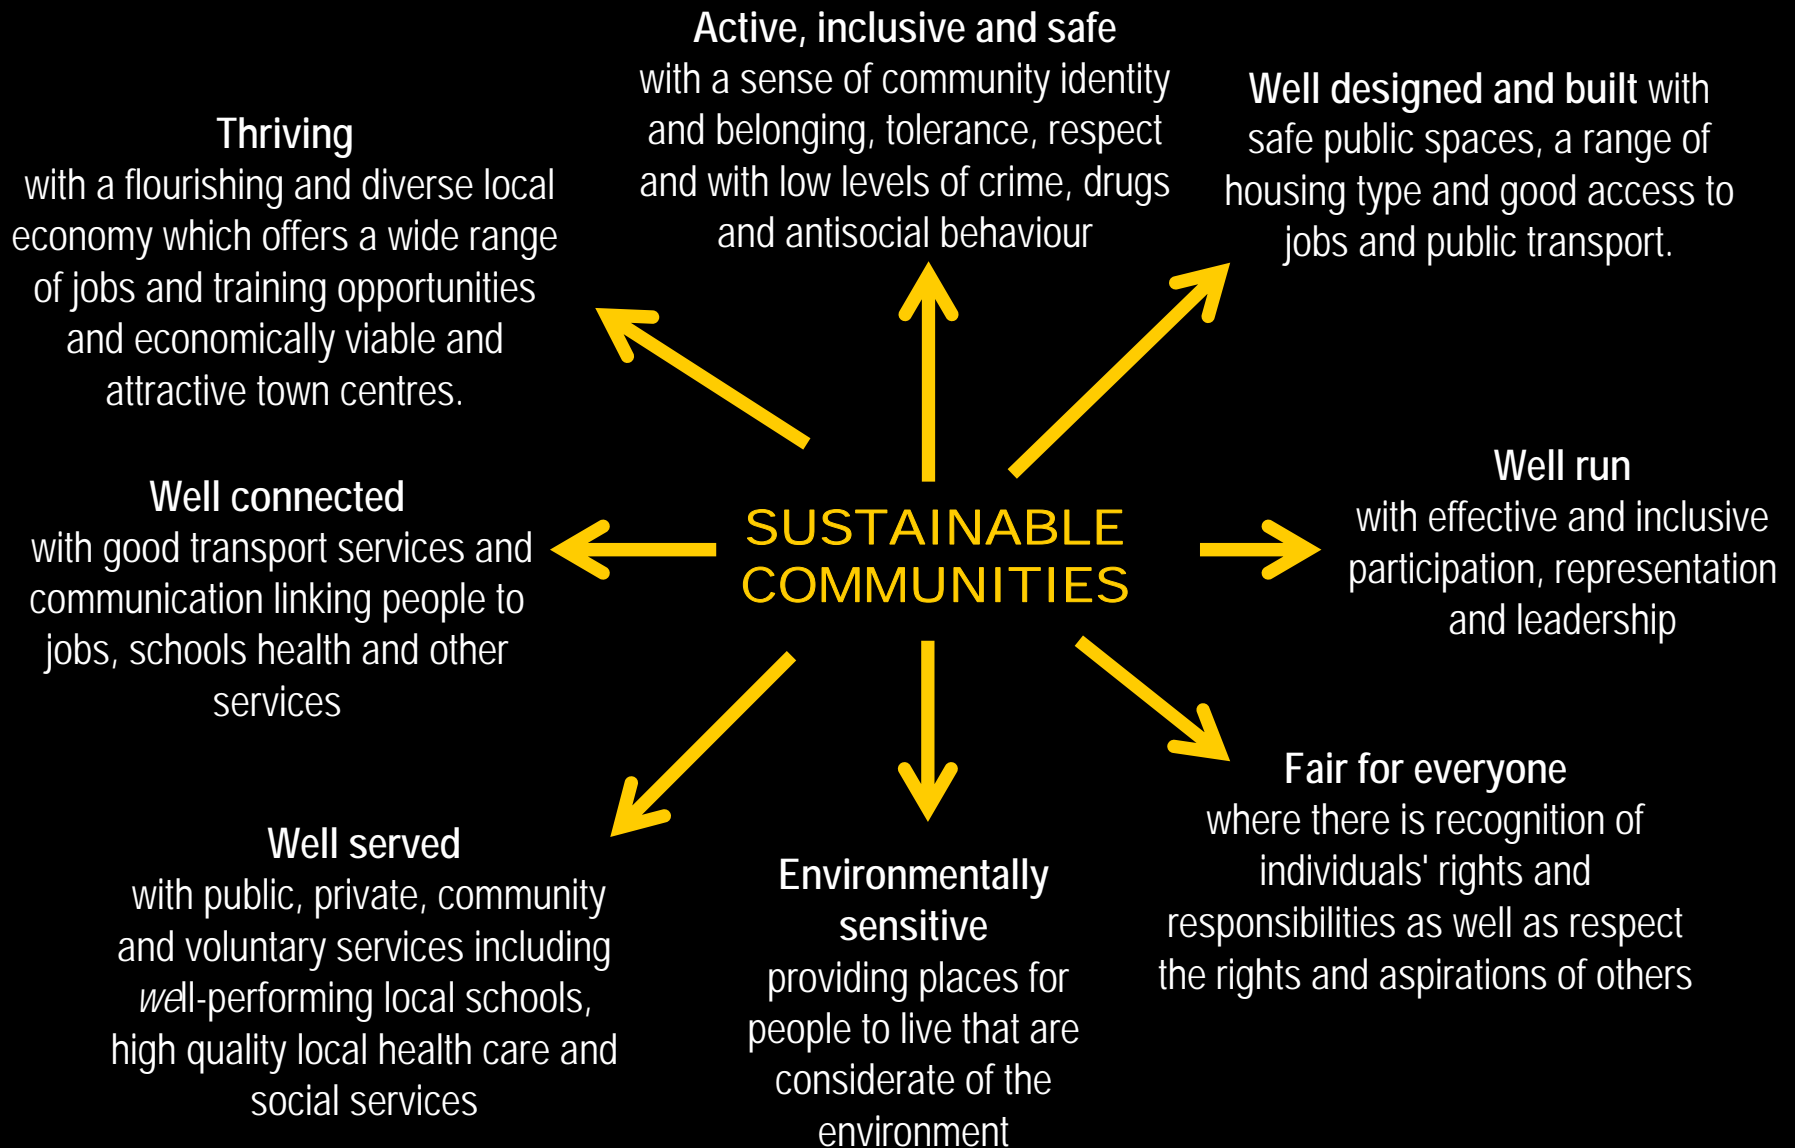 Active, inclusive and safe
with a sense of community identity
and belonging, tolerance, respect
and with low levels of crime, drugs
and antisocial behaviour
Well designed and built with
safe public spaces, a range of
housing type and good access to
jobs and public transport.
Thriving
with a flourishing and diverse local
economy which offers a wide range
of jobs and training opportunities
and economically viable and
attractive town centres.
Well connected
with good transport services and
communication linking people to
jobs, schools health and other
services
SUSTAINABLE
COMMUNITIES
Well run
with effective and inclusive
participation, representation
and leadership
Well served
with public, private, community
and voluntary services including
well-performing local schools,
high quality local health care and
social services
Environmentally
sensitive
providing places for
people to live that are
considerate of the
environment
Fair for everyone
where there is recognition of
individuals' rights and
responsibilities as well as respect
the rights and aspirations of others